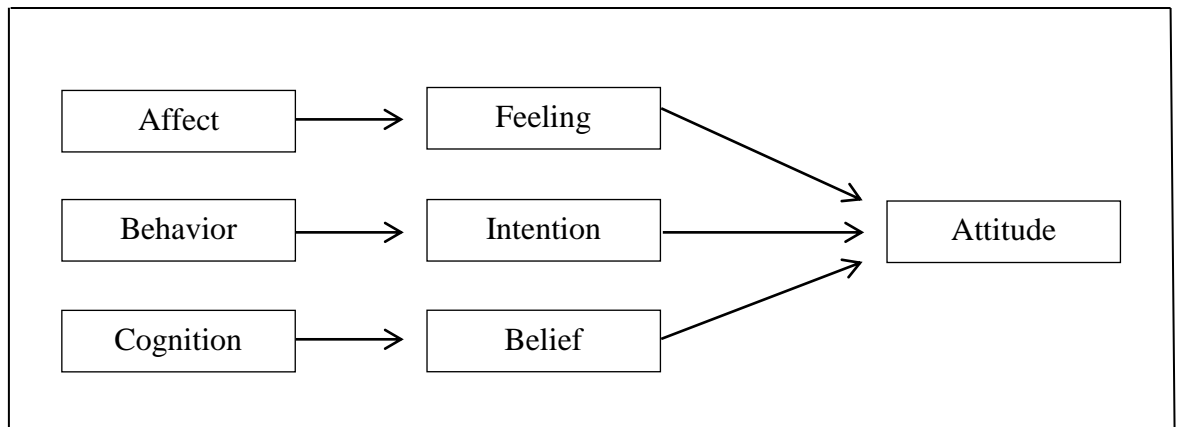 Affect
Feeling
Behavior
Intention
Attitude
Cognition
Belief